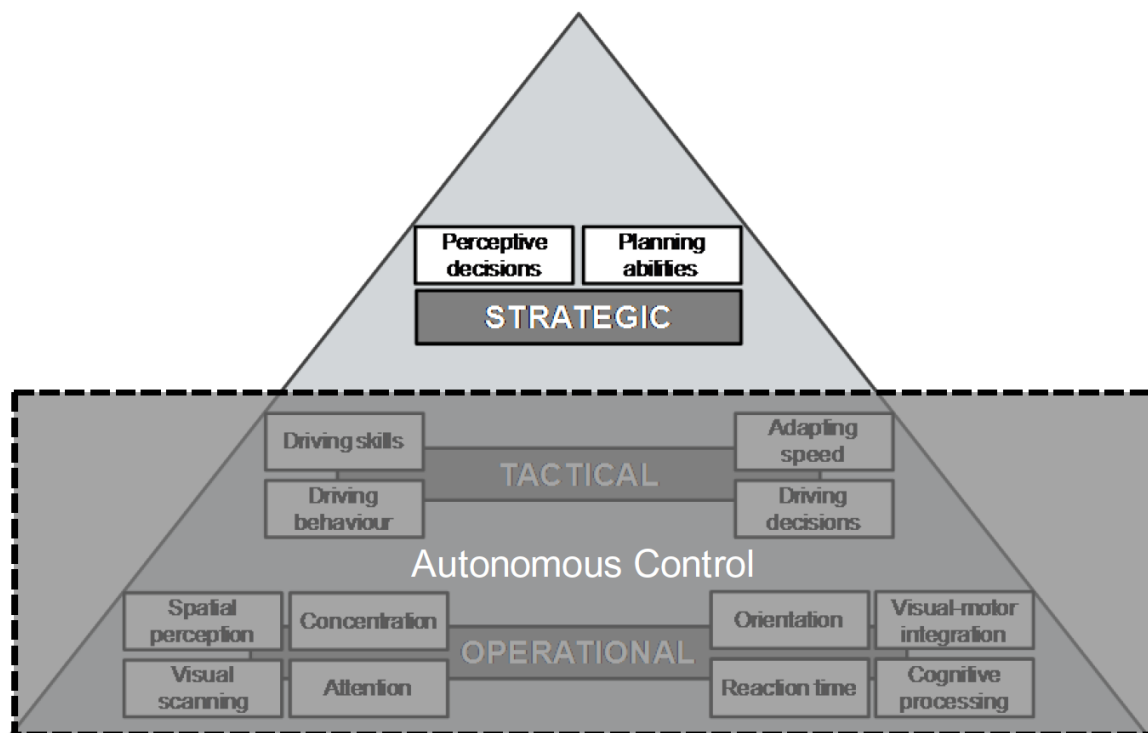 Perceptive
decisions
Planning
abilities
STRATEGIC
Driving skills
Adapting
speed
TACTICAL
Driving
behaviour
Driving
decisions
Autonomous Control
Spatial
perception
Concentration
Orientation
Visual-motor
integration
OPERATIONAL
Visual
scanning
Attention
Reaction time
Cognitive
processing